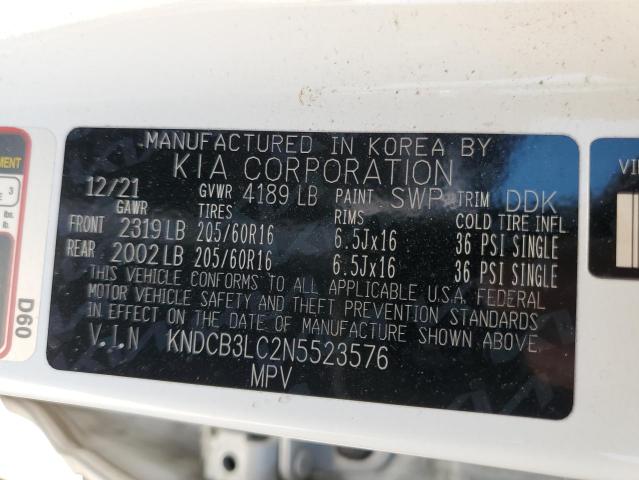 MANUFACTURED IN KOREA BY
KIA CORPORATION
12/21 GVWR 4189 LB PAINT SWP TRIM DDK
GAWR TIRES RIMS COLD TIRE INFL
FRONT 2319 LB 205/60R16 6.5Jx16 36 PSI SINGLE
REAR 2002 LB 205/60R16 6.5Jx16 36 PSI SINGLE
THIS VEHICLE CONFORMS TO ALL APPLICABLE U.S.A. FEDERAL
MOTOR VEHICLE SAFETY AND THEFT PREVENTION STANDARDS
IN EFFECT ON THE DATE OF MANUFACTURE SHOWN ABOVE.
V.I.N KNDCB3LC2N5523576
MPV
3
lbs.
lb.
D60